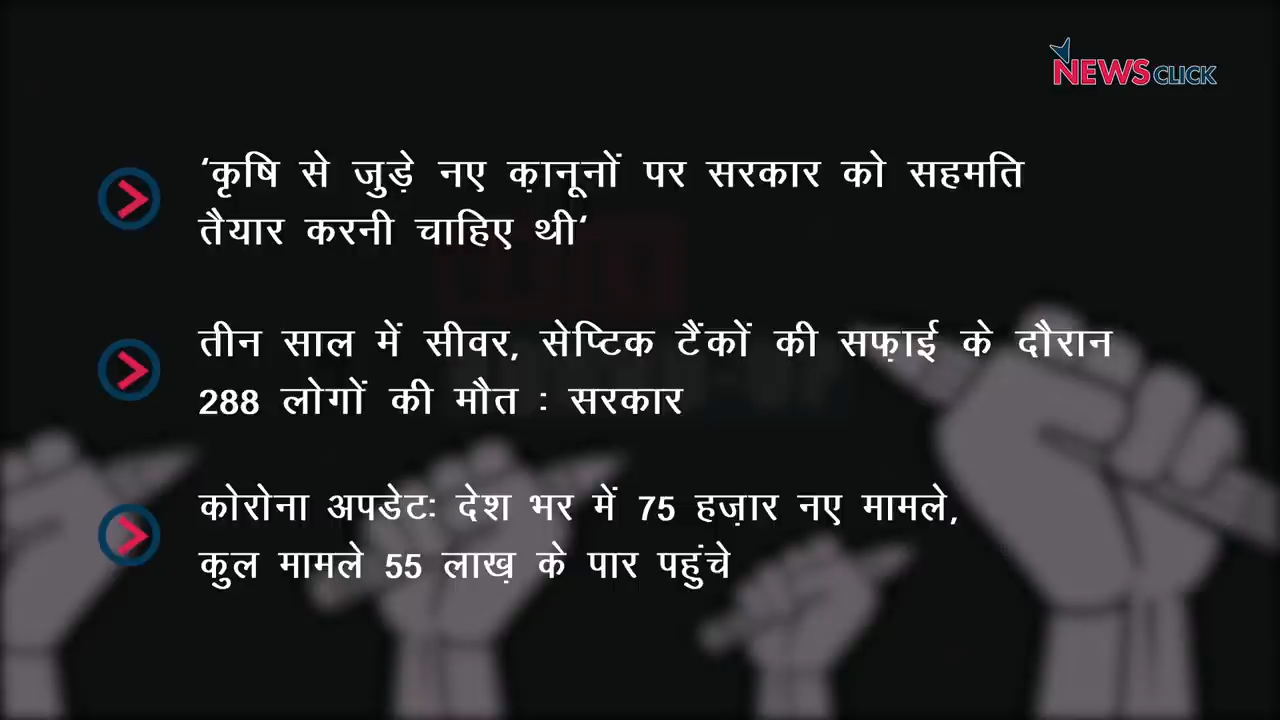 NEWSCLICK
‘कृषि से जुड़े नए क़ानूनों पर सरकार को सहमति
तैयार करनी चाहिए थी‘
तीन साल में सीवर, सेप्टिक टैंकों की सफ़ाई के दौरान
288 लोगों की मौत : सरकार
कोरोना अपडेटः देश भर में 75 हज़ार नए मामले,
कुल मामले 55 लाख़ के पार पहुंचे